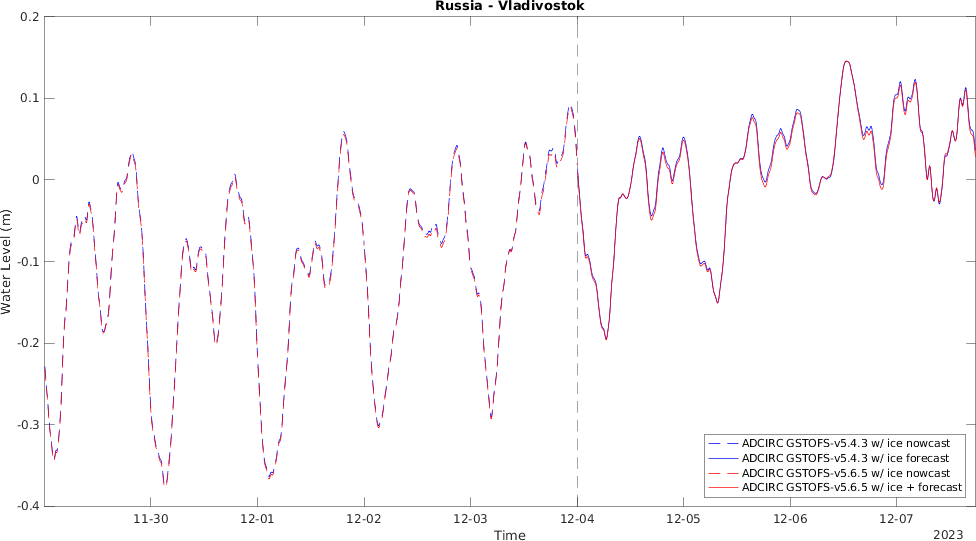 Russia - Vladivostok
0.2
0.1
0
-0.1
-0.2
-0.3
-0.4
Water Level (m)
ADCIRC GSTOFS-v5.4.3 w/ ice nowcast
ADCIRC GSTOFS-v5.4.3 w/ ice forecast
ADCIRC GSTOFS-v5.6.5 w/ ice nowcast
ADCIRC GSTOFS-v5.6.5 w/ ice + forecast
11-30
12-01
12-02
12-03
12-04
12-05
12-06
12-07
Time
2023